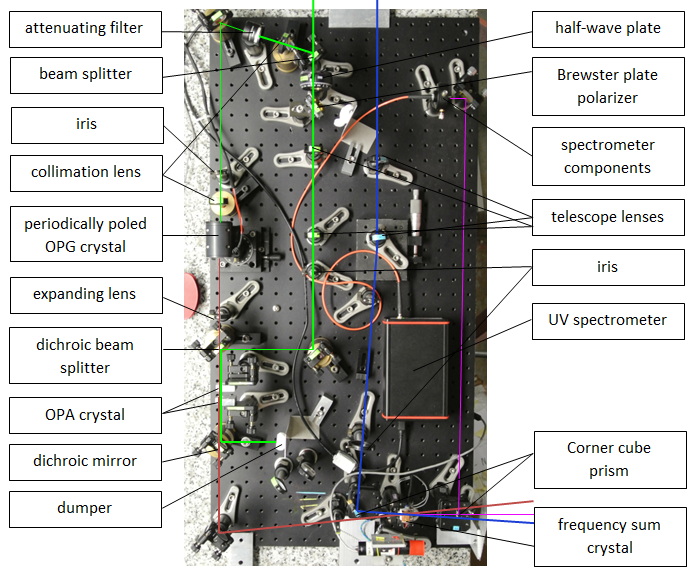 attenuating filter
beam splitter
iris
collimation lens
periodically poled
OPG crystal
expanding lens
dichroic beam
splitter
OPA crystal
dichroic mirror
dumper
half-wave plate
Brewster plate
polarizer
spectrometer
components
telescope lenses
iris
UV spectrometer
Corner cube
prism
frequency sum
crystal